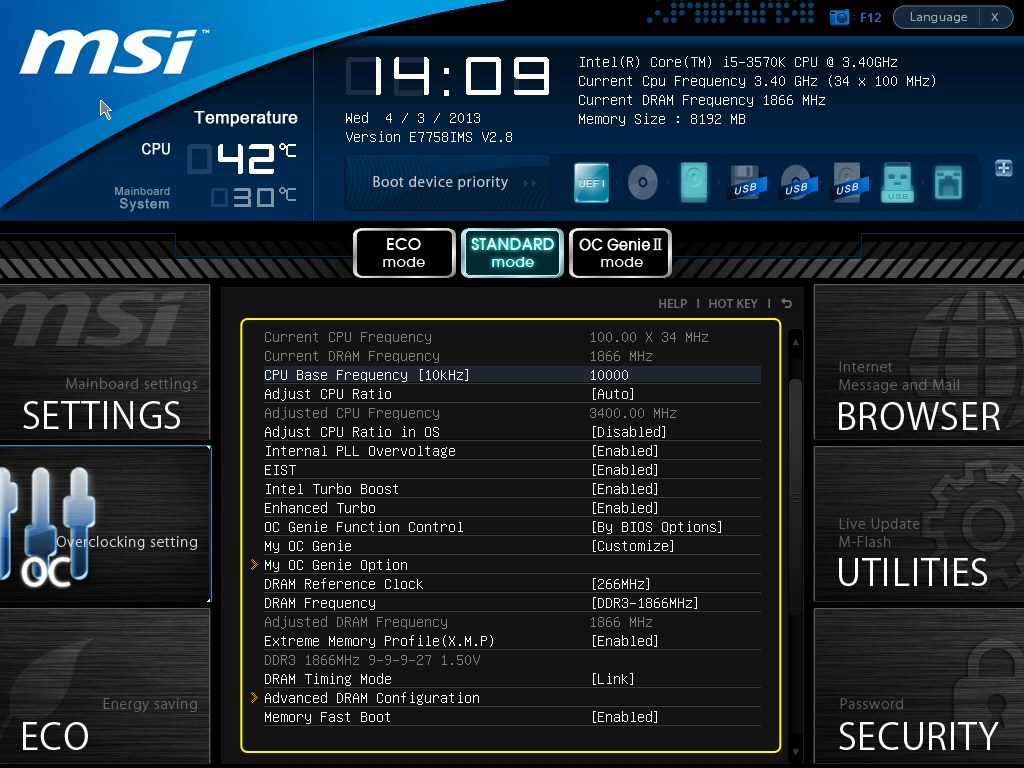 msi™
F12
Language | X
14:09
Wed 4 / 3 / 2013
Version E7758IMS V2.8
Intel(R) Core(TM) i5-3570K CPU @ 3.40GHz
Current Cpu Frequency 3.40 GHz (34 x 100 MHz)
Current DRAM Frequency 1866 MHz
Memory Size : 8192 MB
Temperature
CPU 42°C
Mainboard
System 30°C
Boot device priority
UEFI
USB
USB
USB
USB
ECO
mode
STANDARD
mode
OC Genie II
mode
HELP | HOT KEY |
msi
Mainboard settings
SETTINGS
Overclocking setting
OC
Energy saving
ECO
Current CPU Frequency 100.00 X 34 MHz
Current DRAM Frequency 1866 MHz
CPU Base Frequency [10kHz] 10000
Adjust CPU Ratio [Auto]
Adjusted CPU Frequency 3400.00 MHz
Adjust CPU Ratio in OS [Disabled]
Internal PLL Overvoltage [Enabled]
EIST [Enabled]
Intel Turbo Boost [Enabled]
Enhanced Turbo [Enabled]
OC Genie Function Control [By BIOS Options]
My OC Genie [Customize]
> My OC Genie Option
DRAM Reference Clock [266MHz]
DRAM Frequency [DDR3-1866MHz]
Adjusted DRAM Frequency 1866 MHz
Extreme Memory Profile(X.M.P) [Enabled]
DDR3 1866MHz 9-9-9-27 1.50V
DRAM Timing Mode [Link]
> Advanced DRAM Configuration
Memory Fast Boot [Enabled]
Internet
Message and Mail
BROWSER
Live Update
M-Flash
UTILITIES
Password
SECURITY